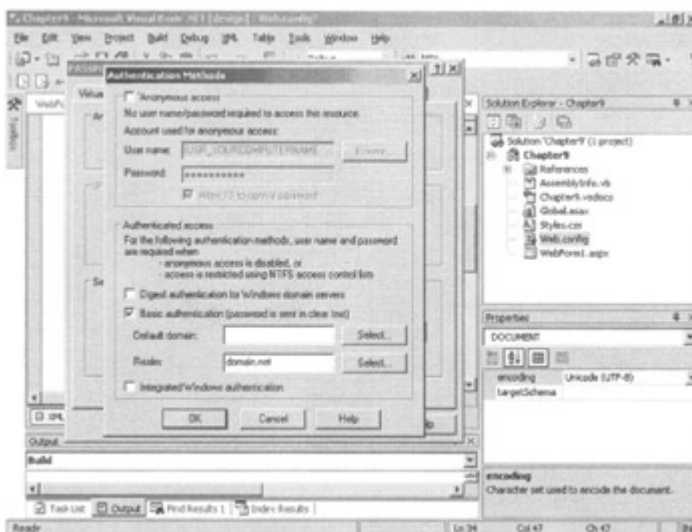 Chapter9 - Microsoft Visual Basic .NET [design] - Web.config*
File Edit View Project Build Debug XML Table Tools Window Help
Toolbox
Authentication Methods
Anonymous access
No user name/password required to access this resource.
Account used for anonymous access:
User name: IUSR_YOURCOMPUTERNAME
Password:
Allow IIS to control password
Authenticated access
For the following authentication methods, user name and password
are required when
- anonymous access is disabled, or
- access is restricted using NTFS access control lists
Digest authentication for Windows domain servers
Basic authentication (password is sent in clear text)
Default domain: Select...
Realm: domain.net Select...
Integrated Windows authentication
OK Cancel Help
Solution Explorer - Chapter9
Solution 'Chapter9' (1 project)
Chapter9
References
AssemblyInfo.vb
Chapter9.vsdisco
Global.asax
Styles.css
Web.config
WebForm1.aspx
Properties
DOCUMENT
encoding Unicode (UTF-8)
targetSchema
encoding
Character set used to encode the document.
XML
Output
Build
Task List Output Find Results 1 Index Results
Ready Ln 34 Col 47 Ch 47